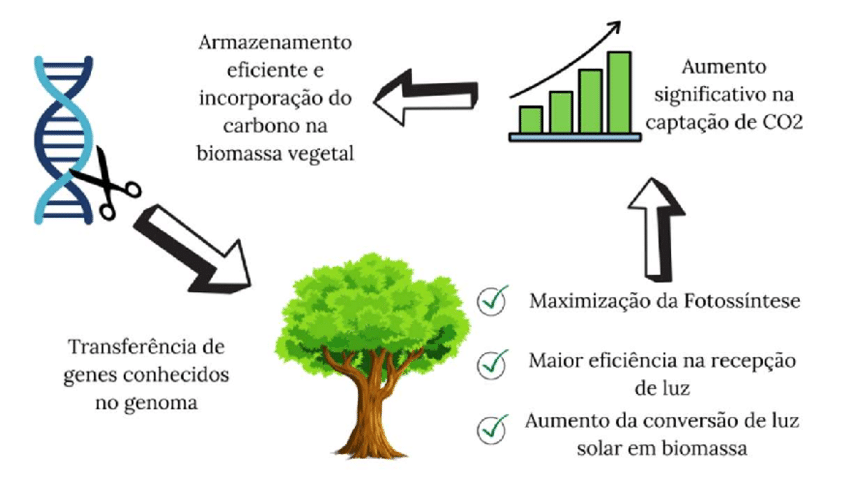 Armazenamento
eficiente e
incorporação do
carbono na
biomassa vegetal
Aumento
significativo na
captação de CO2
Transferência de
genes conhecidos
no genoma
Maximização da Fotossíntese
Maior eficiência na recepção
de luz
Aumento da conversão de luz
solar em biomassa